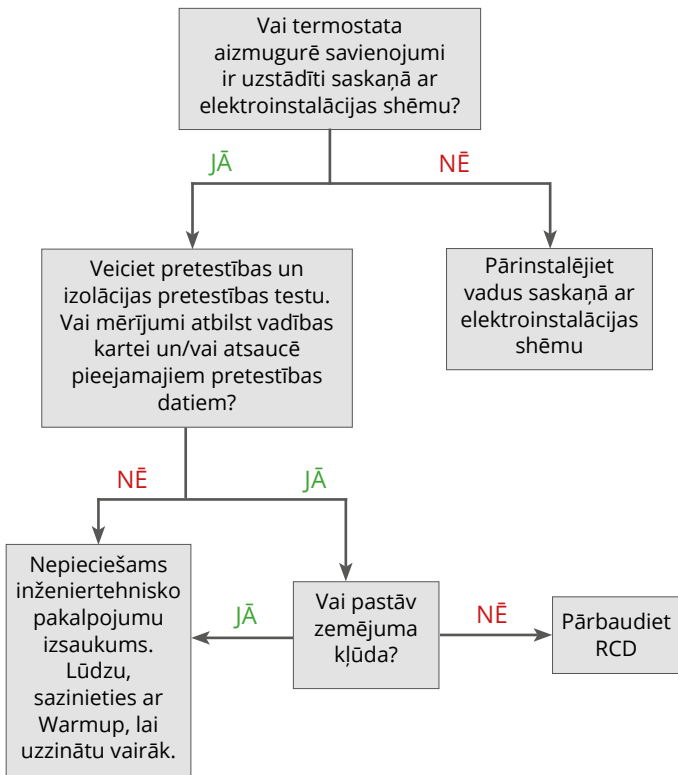 Vai termostata
aizmugurē savienojumi
ir uzstādīti saskaņā ar
elektroinstalācijas shēmu?
JĀ
NĒ
Veiciet pretestības un
izolācijas pretestības testu.
Vai mērījumi atbilst vadības
kartei un/vai atsaucē
pieejamajiem pretestības
datiem?
Pārinstalējiet
vadus saskaņā ar
elektroinstalācijas
shēmu
NĒ
JĀ
Nepieciešams
inženiertehnisko
pakalpojumu
izsaukums.
Lūdzu,
sazinieties ar
Warmup, lai
uzzinātu vairāk.
JĀ
Vai pastāv
zemējuma
kļūda?
NĒ
Pārbaudiet
RCD